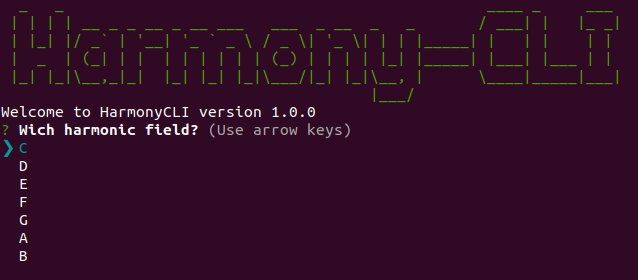 Harmony-CLI
Welcome to HarmonyCLI version 1.0.0
? Wich harmonic field? (Use arrow keys)
❯ C
D
E
F
G
A
B